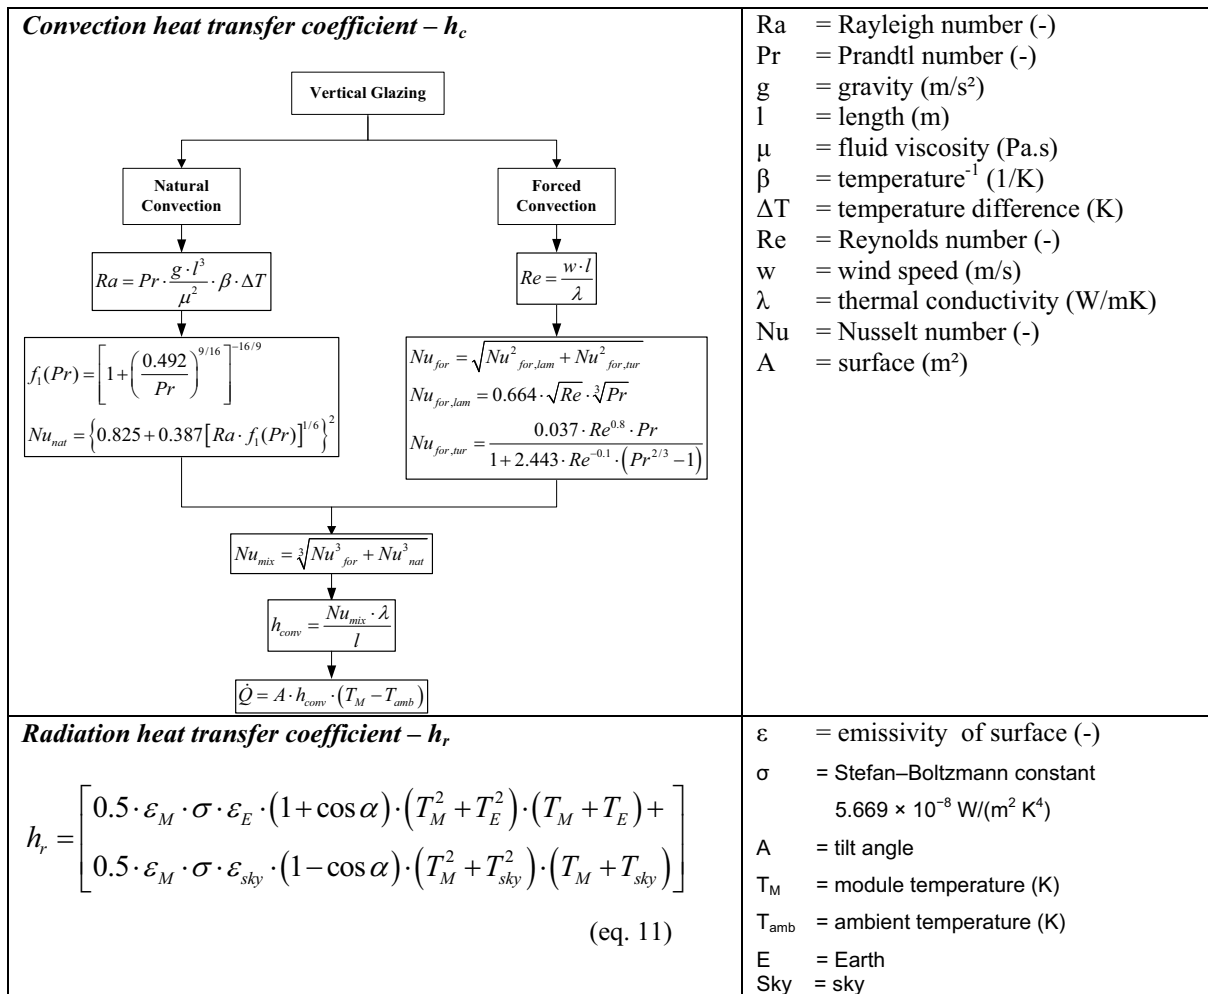 Convection heat transfer coefficient – h_c
Vertical Glazing
Natural
Convection
Forced
Convection
Ra = Pr · (g · l³ / μ²) · β · ΔT
Re = (w · l) / λ
f₁(Pr) = [1 + (0.492 / Pr)^(9/16)]^(−16/9)
Nu_nat = {0.825 + 0.387 [Ra · f₁(Pr)]^(1/6)}²
Nu_for = √(Nu²_for,lam + Nu²_for,tur)
Nu_for,lam = 0.664 · √Re · ∛Pr
Nu_for,tur = (0.037 · Re^0.8 · Pr) / (1 + 2.443 · Re^−0.1 · (Pr^(2/3) − 1))
Nu_mix = ∛(Nu³_for + Nu³_nat)
h_conv = (Nu_mix · λ) / l
Q̇ = A · h_conv · (T_M − T_amb)
Ra = Rayleigh number (-)
Pr = Prandtl number (-)
g = gravity (m/s²)
l = length (m)
μ = fluid viscosity (Pa.s)
β = temperature⁻¹ (1/K)
ΔT = temperature difference (K)
Re = Reynolds number (-)
w = wind speed (m/s)
λ = thermal conductivity (W/mK)
Nu = Nusselt number (-)
A = surface (m²)
Radiation heat transfer coefficient – h_r
h_r = [0.5 · ε_M · σ · ε_E · (1 + cos α) · (T_M² + T_E²) · (T_M + T_E) +
0.5 · ε_M · σ · ε_sky · (1 − cos α) · (T_M² + T_sky²) · (T_M + T_sky)]
(eq. 11)
ε = emissivity of surface (-)
σ = Stefan–Boltzmann constant
5.669 × 10⁻⁸ W/(m² K⁴)
A = tilt angle
T_M = module temperature (K)
T_amb = ambient temperature (K)
E = Earth
Sky = sky